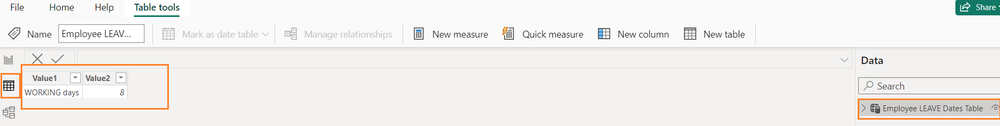 File Home Help Table tools Share
Name Employee LEAV... Mark as date table Manage relationships New measure Quick measure New column New table
Data
Value1 Value2
Search
WORKING days 8
Employee LEAVE Dates Table